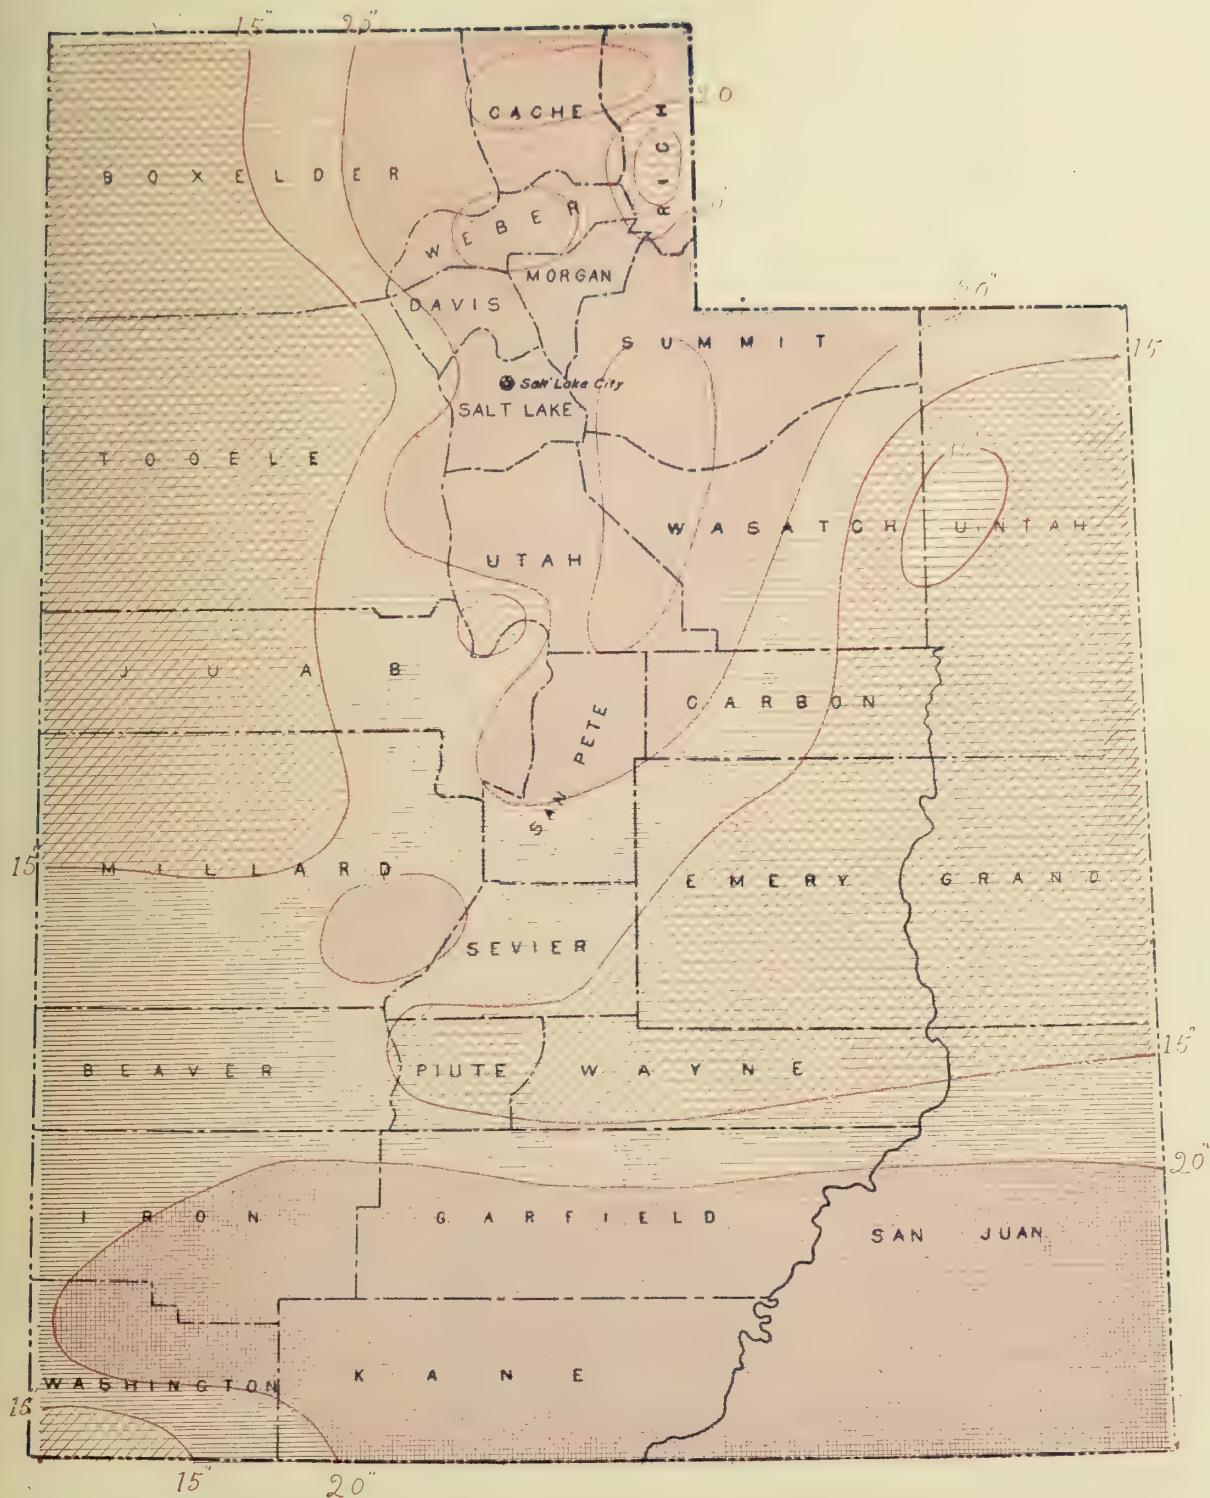 15" 20"
CACHE
RICH
BOXELDER
WEBER
MORGAN
DAVIS
20"
SUMMIT
15
Salt Lake City
SALT LAKE
TOOELE
WASATCH
UINTAH
UTAH
JUAB
CARBON
SAN PETE
15
MILLARD
EMERY
GRAND
SEVIER
BEAVER
PIUTE
WAYNE
15"
20"
IRON
GARFIELD
SAN JUAN
KANE
WASHINGTON
15"
20"